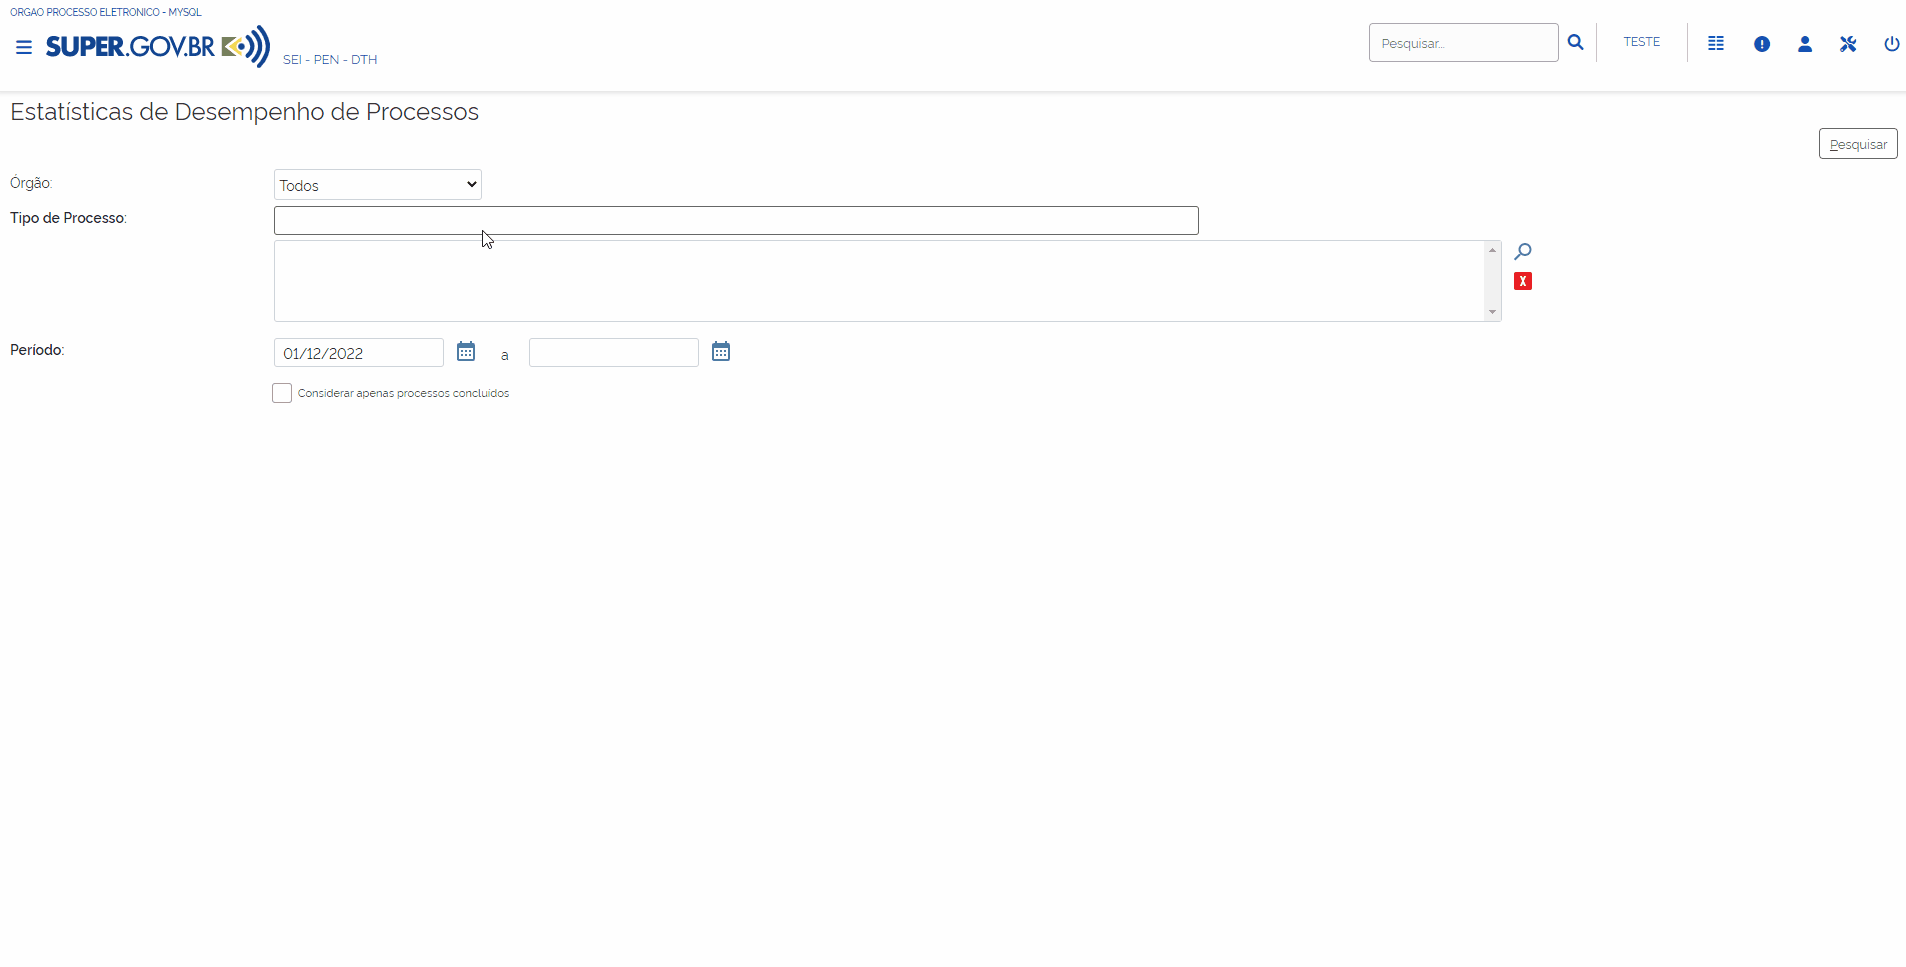 ORGAO PROCESSO ELETRONICO - MYSQL
SUPER.GOV.BR
SEI - PEN - DTH
Pesquisar...
TESTE
Estatísticas de Desempenho de Processos
Pesquisar
Órgão:
Todos
Tipo de Processo:
X
Período:
01/12/2022
a
Considerar apenas processos concluídos